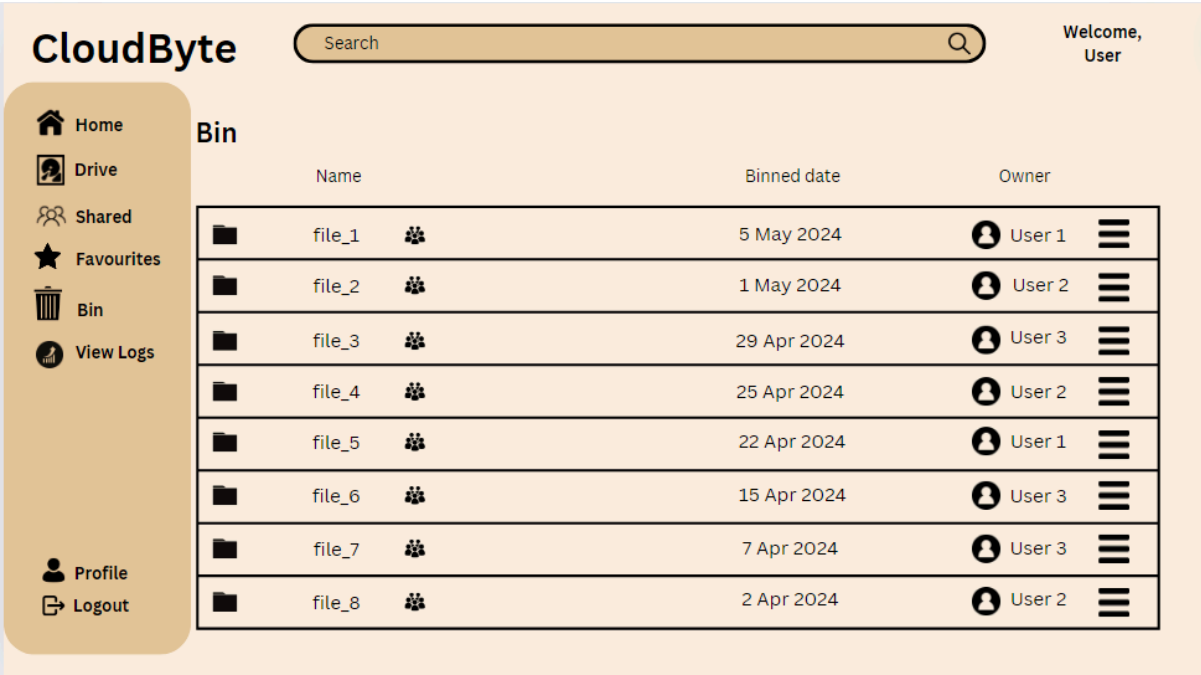 CloudByte
Search
Welcome,
User
Home
Drive
Shared
Favourites
Bin
View Logs
Profile
Logout
Bin
Name Binned date Owner
file_1 5 May 2024 User 1
file_2 1 May 2024 User 2
file_3 29 Apr 2024 User 3
file_4 25 Apr 2024 User 2
file_5 22 Apr 2024 User 1
file_6 15 Apr 2024 User 3
file_7 7 Apr 2024 User 3
file_8 2 Apr 2024 User 2